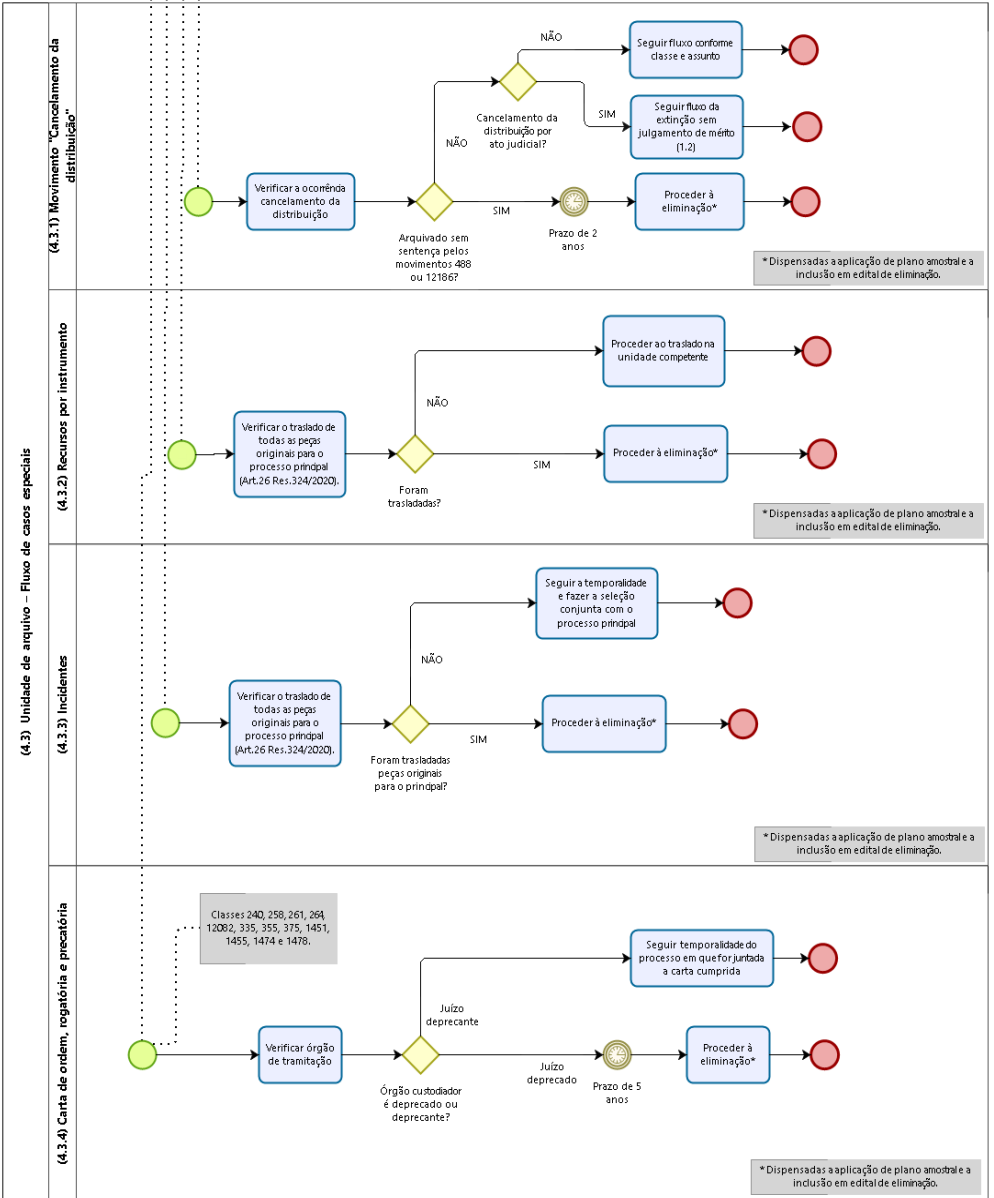 (4.3) Unidade de arquivo – Fluxo de casos especiais
(4.3.1) Movimento "Cancelamento da
distribuição"
NÃO
Seguir fluxo conforme
classe e assunto
Cancelamento da
distribuição por
ato judicial?
SIM
Seguir fluxo da
extinção sem
julgamento de mérito
(1.2)
NÃO
Verificar a ocorrência
cancelamento da
distribuição
SIM
Proceder à
eliminação*
Arquivado sem
sentença pelos
movimentos 488
ou 12186?
Prazo de 2
anos
* Dispensadas a aplicação de plano amostral e a
inclusão em edital de eliminação.
(4.3.2) Recursos por instrumento
Proceder ao traslado na
unidade competente
NÃO
Verificar o traslado de
todas as peças
originais para o
processo principal
(Art.26 Res.324/2020).
SIM
Proceder à eliminação*
Foram
trasladadas?
* Dispensadas a aplicação de plano amostral e a
inclusão em edital de eliminação.
(4.3.3) Incidentes
Seguir a temporalidade
e fazer a seleção
conjunta com o
processo principal
NÃO
Verificar o traslado de
todas as peças
originais para o
processo principal
(Art.26 Res.324/2020).
SIM
Proceder à eliminação*
Foram trasladadas
peças originais
para o principal?
* Dispensadas a aplicação de plano amostral e a
inclusão em edital de eliminação.
(4.3.4) Carta de ordem, rogatória e precatória
Classes 240, 258, 261, 264,
12082, 335, 355, 375, 1451,
1455, 1474 e 1478.
Seguir temporalidade do
processo em que for juntada
a carta cumprida
Juízo
deprecante
Verificar órgão
de tramitação
Juízo
deprecado
Proceder à
eliminação*
Órgão custodiador
é deprecado ou
deprecante?
Prazo de 5
anos
* Dispensadas a aplicação de plano amostral e a
inclusão em edital de eliminação.